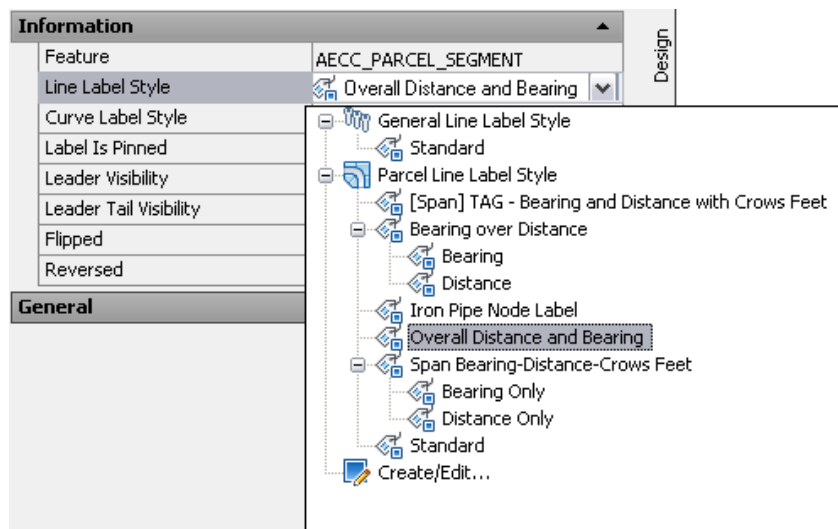 Information
Feature AECC_PARCEL_SEGMENT
Line Label Style Overall Distance and Bearing
Curve Label Style
Label Is Pinned
Leader Visibility
Leader Tail Visibility
Flipped
Reversed
General
General Line Label Style
Standard
Parcel Line Label Style
[Span] TAG - Bearing and Distance with Crows Feet
Bearing over Distance
Bearing
Distance
Iron Pipe Node Label
Overall Distance and Bearing
Span Bearing-Distance-Crows Feet
Bearing Only
Distance Only
Standard
Create/Edit...
Design